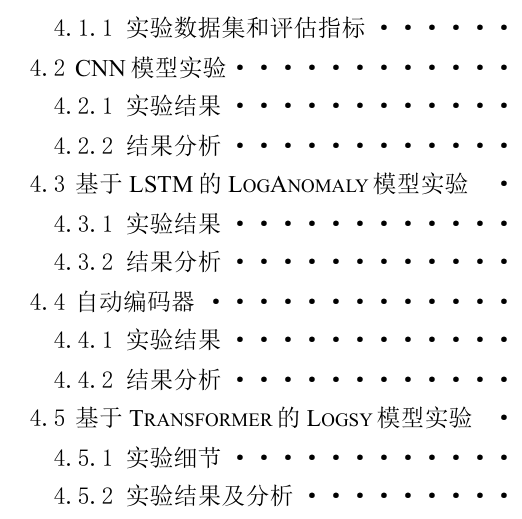 4.1.1 实验数据集和评估指标 · · · · · ·
4.2 CNN 模型实验 · · · · · · · · · · · ·
4.2.1 实验结果 · · · · · · · · · · · ·
4.2.2 结果分析 · · · · · · · · · · · ·
4.3 基于 LSTM 的 LOGANOMALY 模型实验 ·
4.3.1 实验结果 · · · · · · · · · · · ·
4.3.2 结果分析 · · · · · · · · · · · ·
4.4 自动编码器 · · · · · · · · · · · · ·
4.4.1 实验结果 · · · · · · · · · · · ·
4.4.2 结果分析 · · · · · · · · · · · ·
4.5 基于 TRANSFORMER 的 LOGSY 模型实验 ·
4.5.1 实验细节 · · · · · · · · · · · ·
4.5.2 实验结果及分析 · · · · · · · · ·